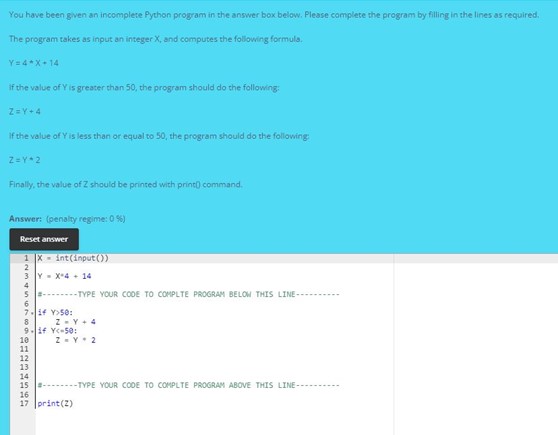 You have been given an incomplete Python program in the answer box below. Please complete the program by filling in the lines as required.
The program takes as input an integer X, and computes the following formula.
Y = 4 * X + 14
If the value of Y is greater than 50, the program should do the following:
Z = Y + 4
If the value of Y is less than or equal to 50, the program should do the following:
Z = Y * 2
Finally, the value of Z should be printed with print() command.
Answer: (penalty regime: 0 %)
Reset answer
1 X = int(input())
2
3 Y = X*4 + 14
4
5 #--------TYPE YOUR CODE TO COMPLTE PROGRAM BELOW THIS LINE----------
6
7 if Y>50:
8     Z = Y + 4
9 if Y<=50:
10     Z = Y * 2
11
12
13
14
15 #--------TYPE YOUR CODE TO COMPLTE PROGRAM ABOVE THIS LINE----------
16
17 print(Z)